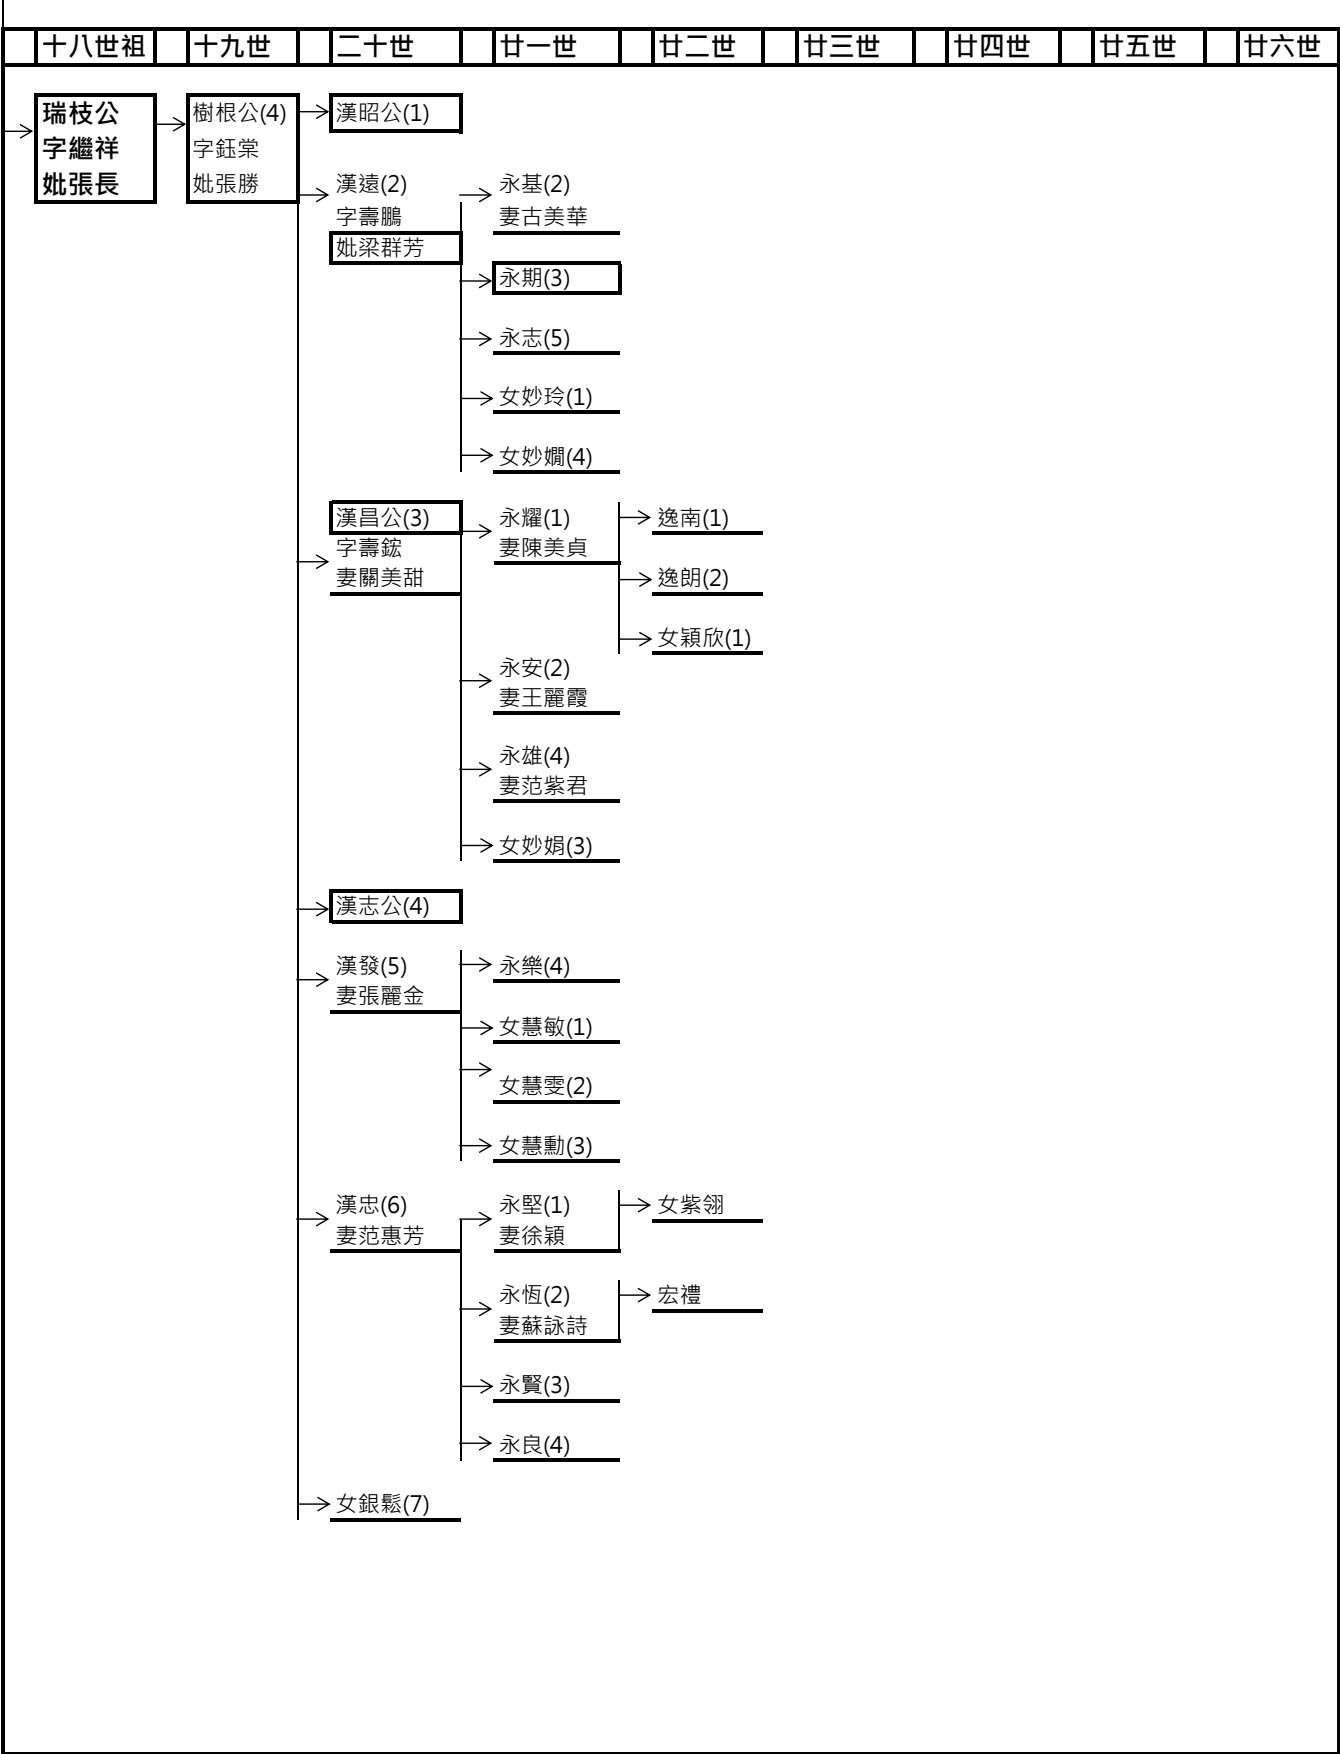 十八世祖 十九世 二十世 廿一世 廿二世 廿三世 廿四世 廿五世 廿六世
瑞枝公
字繼祥
妣張長
樹根公(4)
字鈺棠
妣張勝
漢昭公(1)
漢遠(2)
字壽鵬
妣梁群芳
永基(2)
妻古美華
永期(3)
永志(5)
女妙玲(1)
女妙嫺(4)
漢昌公(3)
字壽鋐
妻關美甜
永耀(1)
妻陳美貞
逸南(1)
逸朗(2)
女穎欣(1)
永安(2)
妻王麗霞
永雄(4)
妻范紫君
女妙娟(3)
漢志公(4)
漢發(5)
妻張麗金
永樂(4)
女慧敏(1)
女慧雯(2)
女慧勳(3)
漢忠(6)
妻范惠芳
永堅(1)
妻徐穎
女紫翎
永恆(2)
妻蘇詠詩
宏禮
永賢(3)
永良(4)
女銀鬆(7)